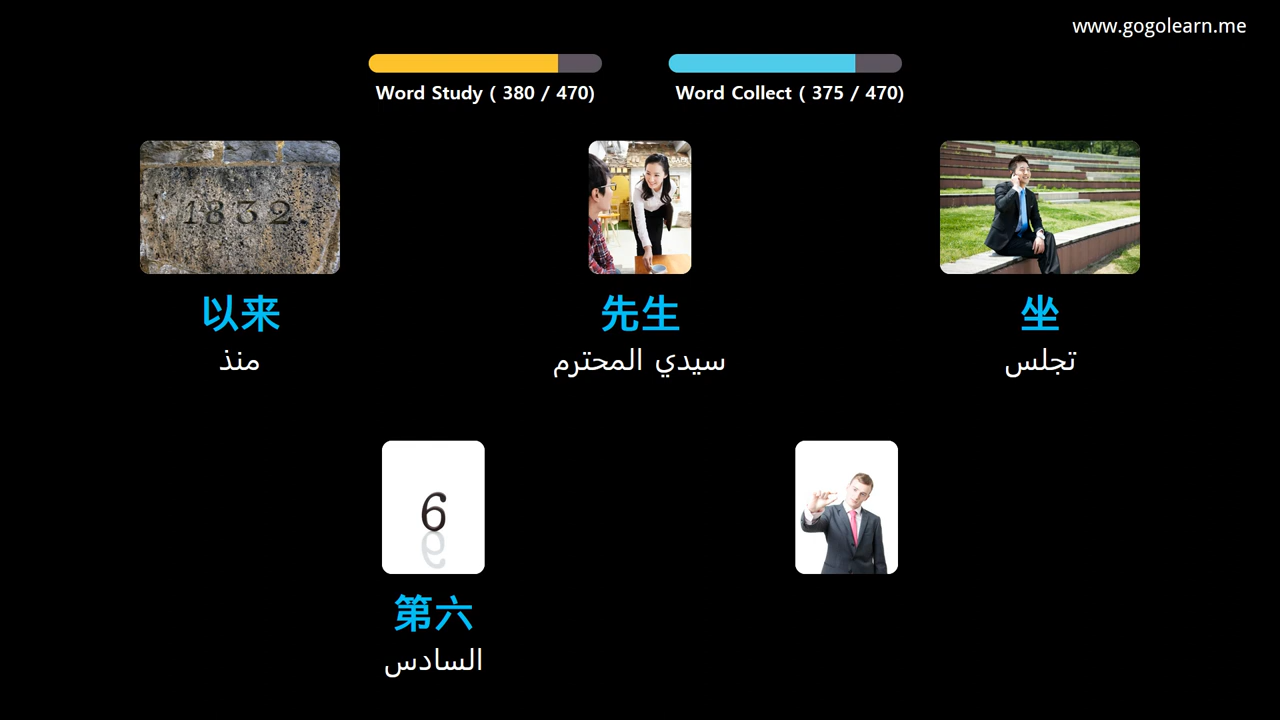 www.gogolearn.me
Word Study ( 380 / 470)
Word Collect ( 375 / 470)
1832.
以来
منذ
先生
سيدي المحترم
坐
تجلس
6
第六
السادس